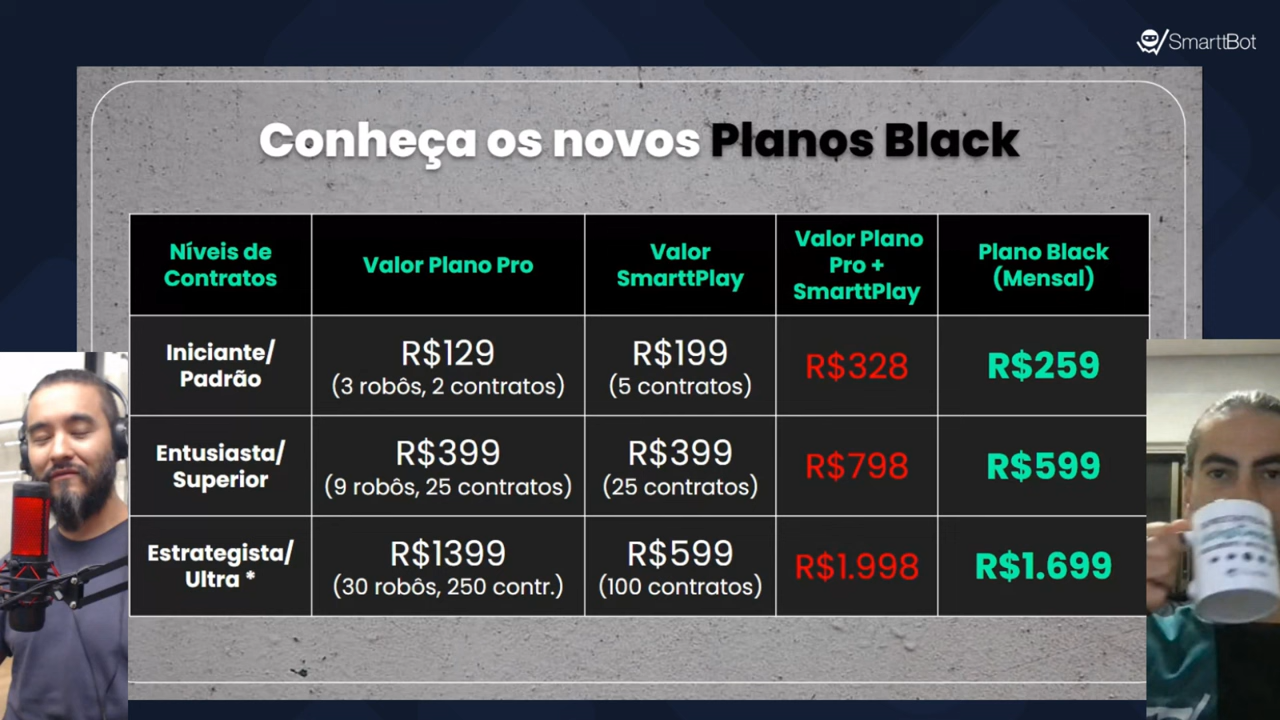 SmarttBot
Conheça os novos Planos Black
Níveis de
Contratos
Valor Plano Pro
Valor
SmarttPlay
Valor Plano
Pro +
SmarttPlay
Plano Black
(Mensal)
Iniciante/
Padrão
R$129
(3 robôs, 2 contratos)
R$199
(5 contratos)
R$328
R$259
Entusiasta/
Superior
R$399
(9 robôs, 25 contratos)
R$399
(25 contratos)
R$798
R$599
Estrategista/
Ultra *
R$1399
(30 robôs, 250 contr.)
R$599
(100 contratos)
R$1.998
R$1.699